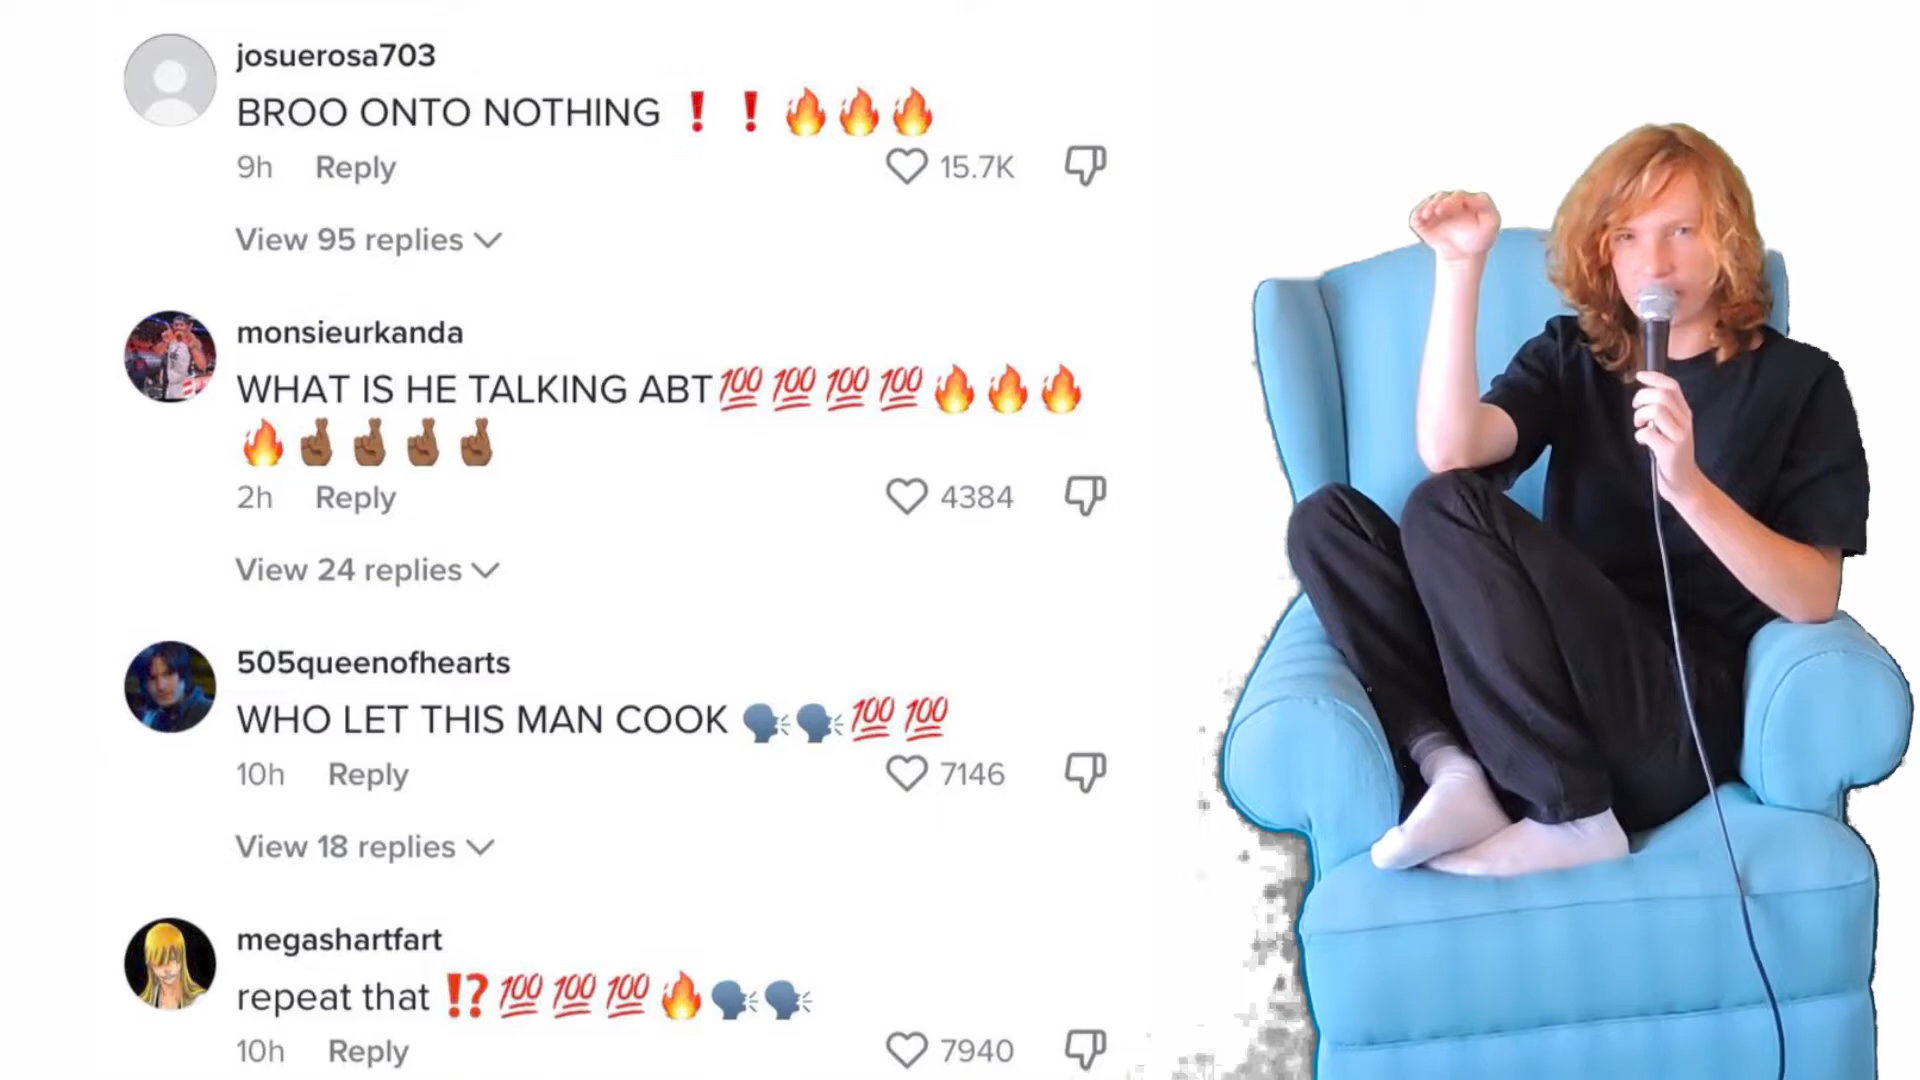 josuerosa703
BROO ONTO NOTHING ❗❗🔥🔥🔥
9h Reply 15.7K
View 95 replies
monsieurkanda
WHAT IS HE TALKING ABT💯💯💯💯🔥🔥🔥
🔥🤞🏾🤞🏾🤞🏾🤞🏾
2h Reply 4384
View 24 replies
505queenofhearts
WHO LET THIS MAN COOK 🗣️🗣️💯💯
10h Reply 7146
View 18 replies
megashartfart
repeat that ⁉️💯💯💯🔥🗣️🗣️
10h Reply 7940